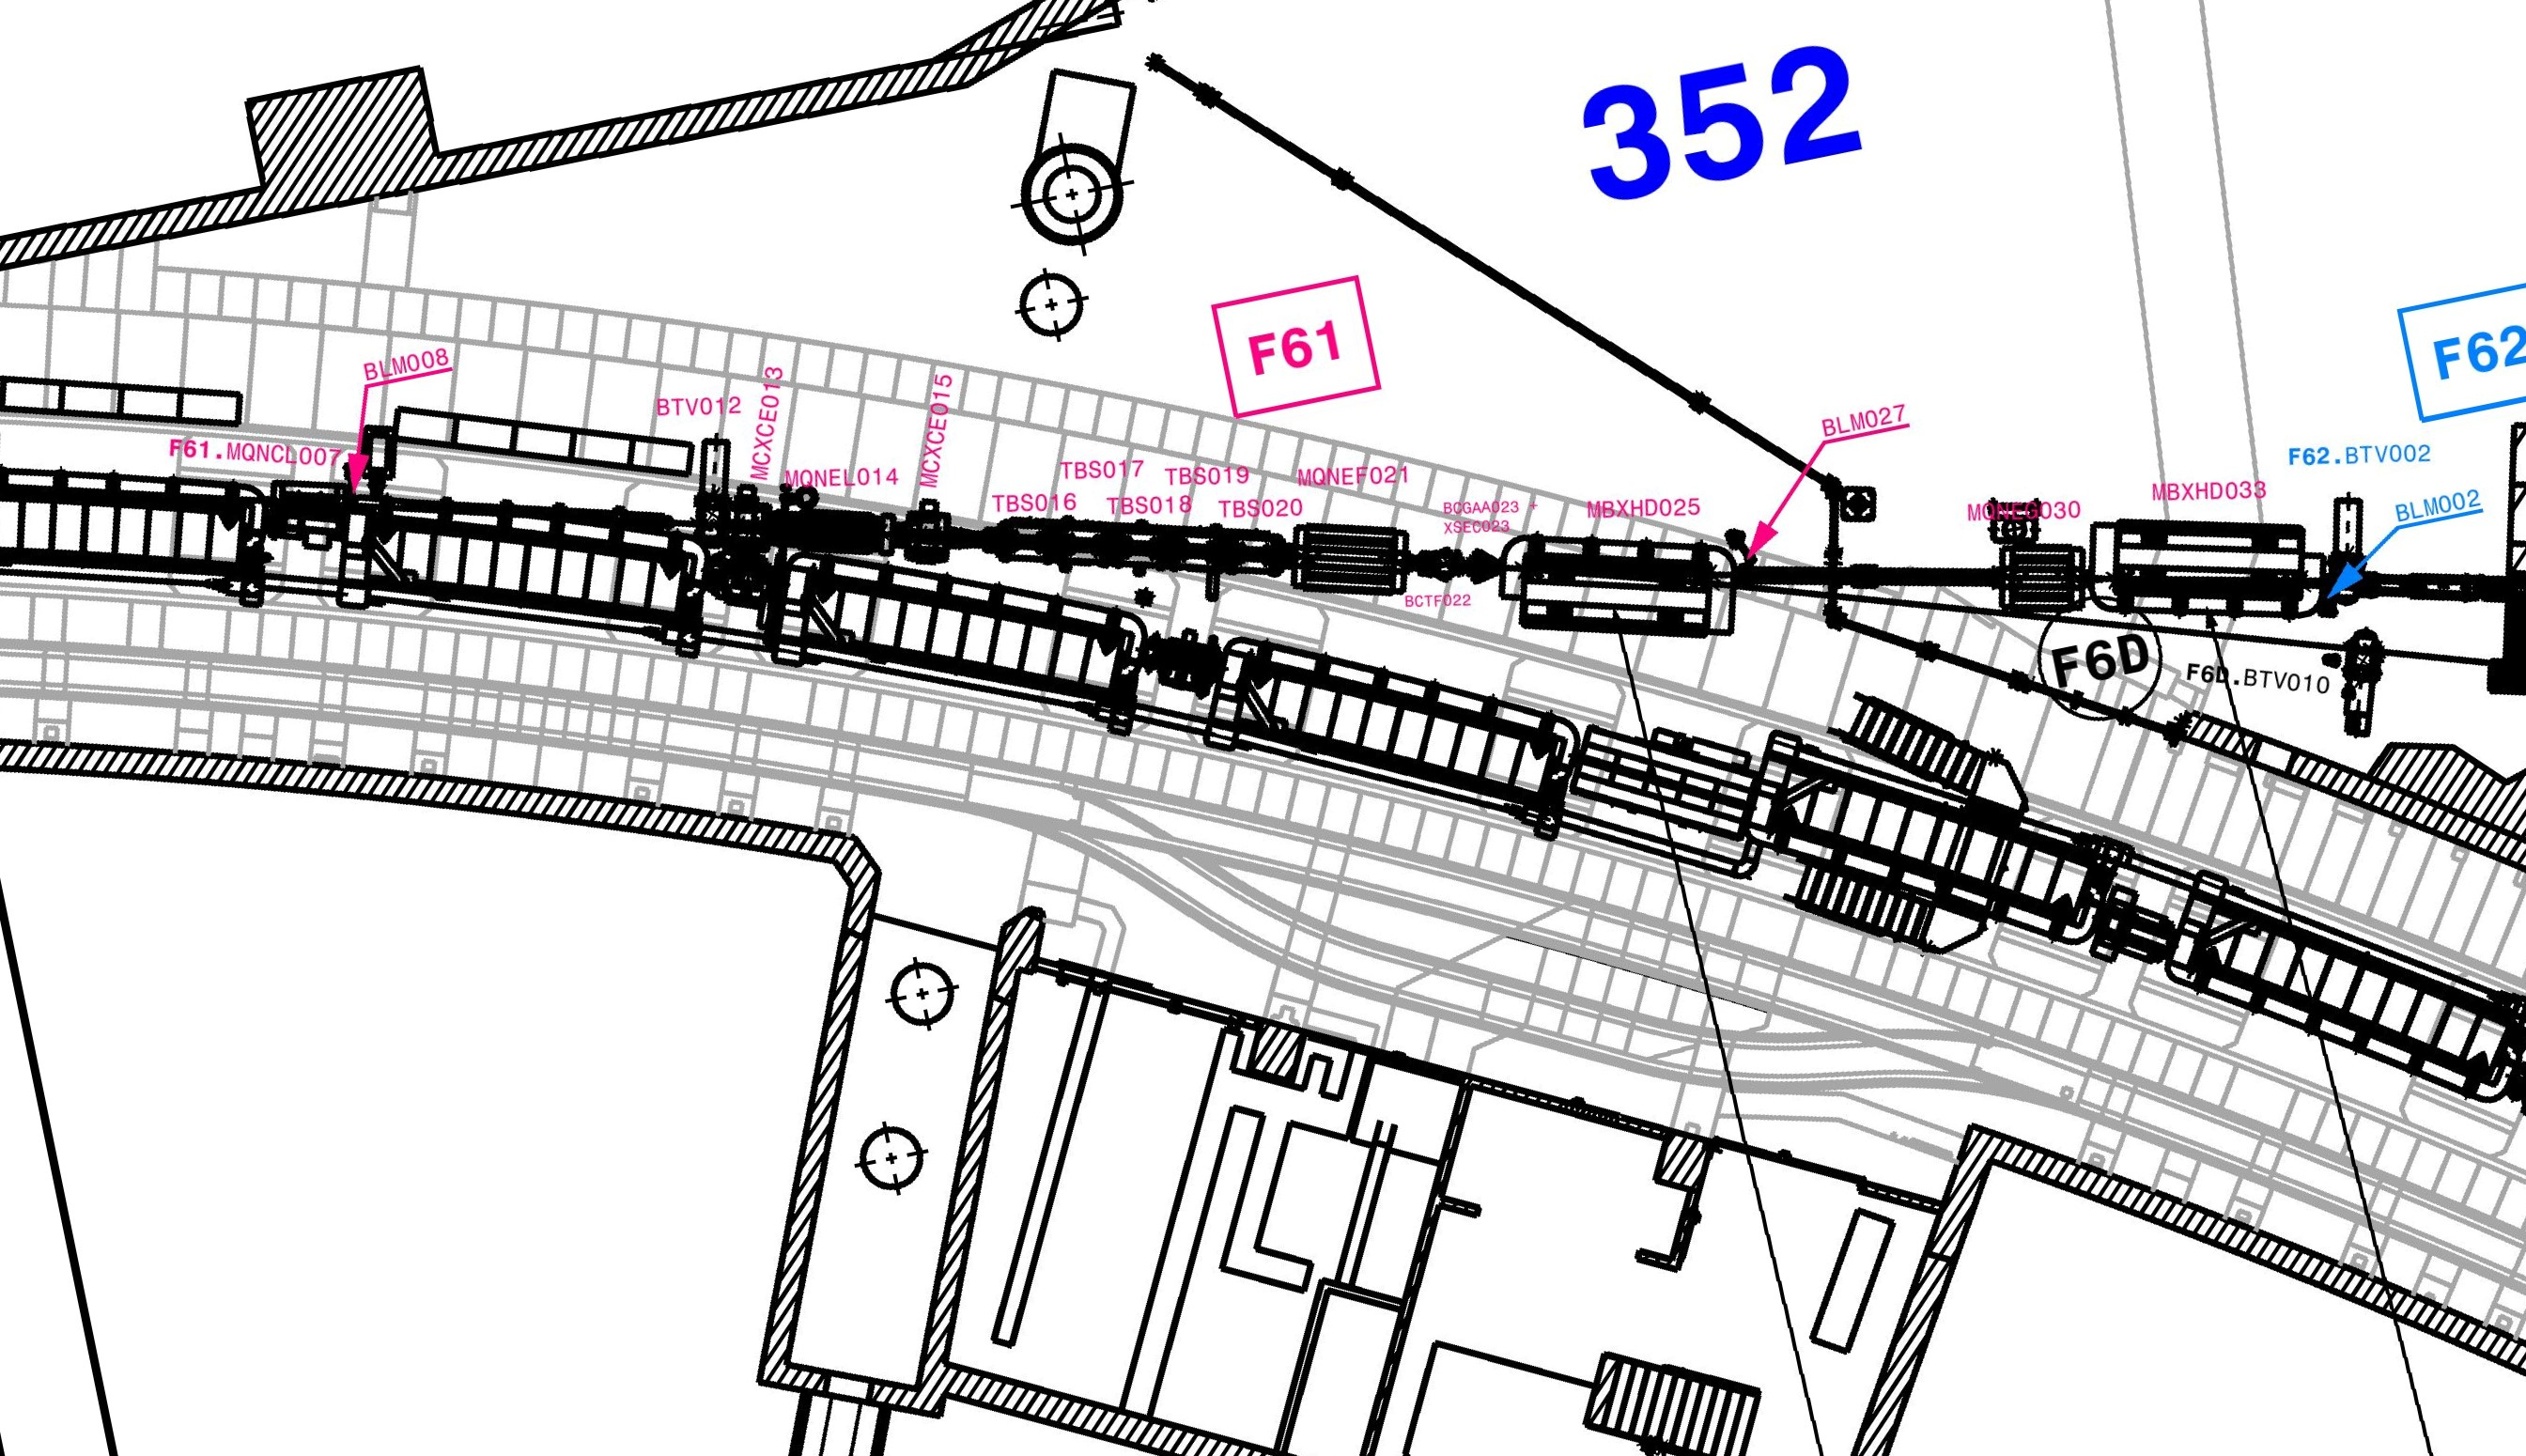 352
F61
F62
BLM008
BTV012
MCXCE013
MCXCE015
BLM027
F61.MQNCL007
MQNEL014
TBS016
TBS017
TBS018
TBS019
TBS020
MQNEF021
BCGAA023 +
XSEC023
BCTF022
MBXHD025
MQNEG030
MBXHD033
F62.BTV002
BLM002
F6D
F6D.BTV010